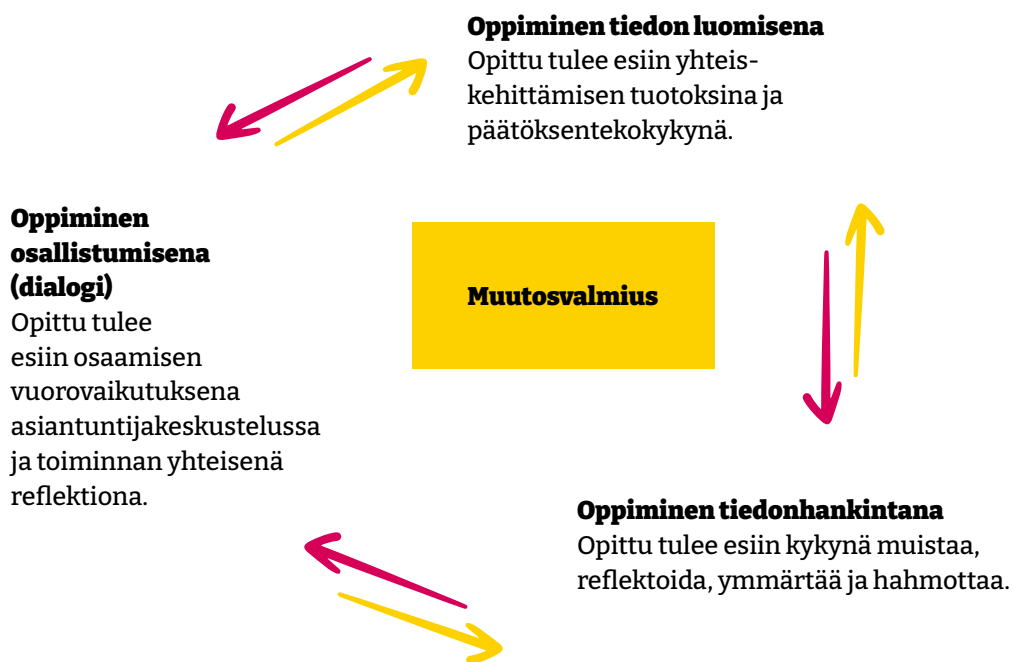 Oppiminen tiedon luomisena
Opittu tulee esiin yhteis-
kehittämisen tuotoksina ja
päätöksentekokykynä.
Oppiminen
osallistumisena
(dialogi)
Opittu tulee
esiin osaamisen
vuorovaikutuksena
asiantuntijakeskustelussa
ja toiminnan yhteisenä
reflektiona.
Muutosvalmius
Oppiminen tiedonhankintana
Opittu tulee esiin kykynä muistaa,
reflektoida, ymmärtää ja hahmottaa.